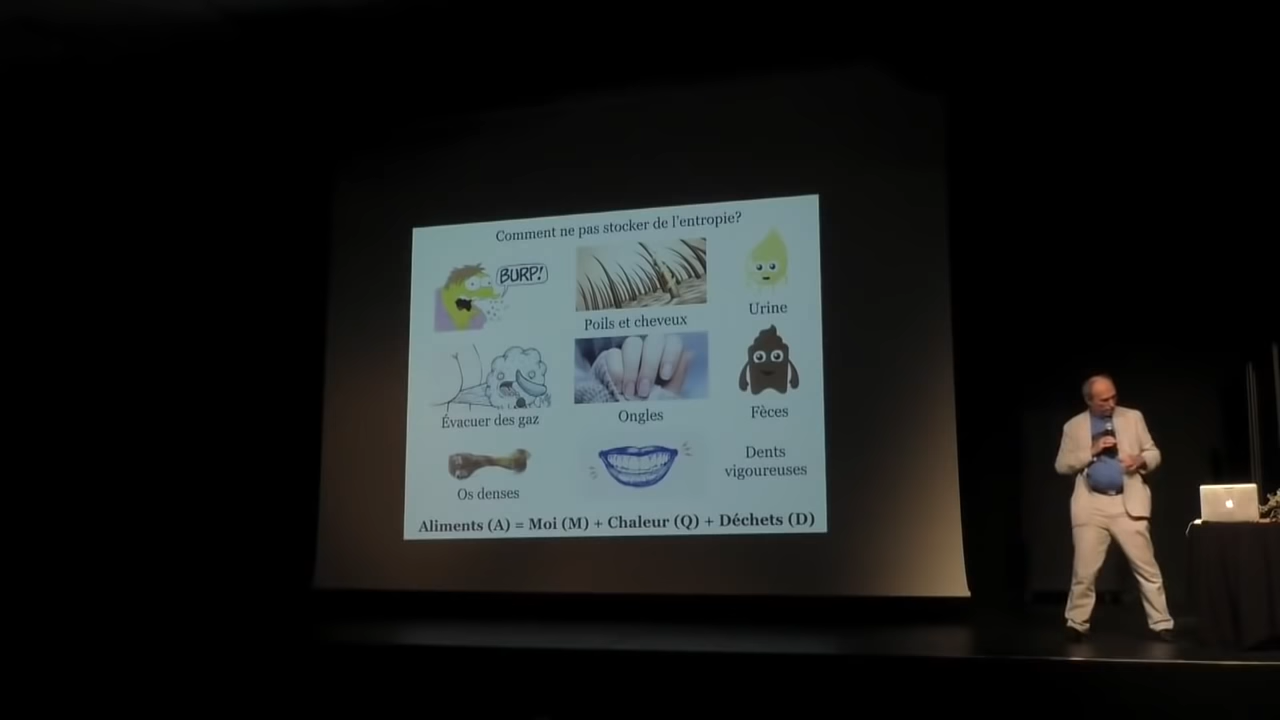 Comment ne pas stocker de l'entropie?
BURP!
Poils et cheveux
Urine
Évacuer des gaz
Ongles
Fèces
Os denses
Dents
vigoureuses
Aliments (A) = Moi (M) + Chaleur (Q) + Déchets (D)